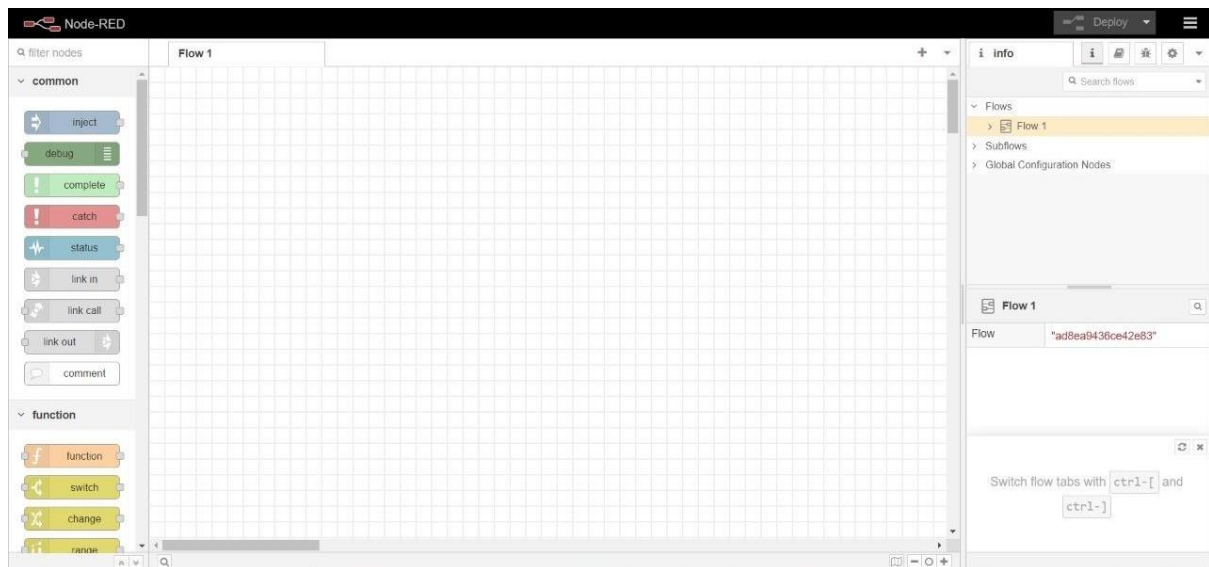 Node-RED
Deploy
filter nodes
Flow 1
i info
i
Search flows
common
inject
debug
complete
catch
status
link in
link call
link out
comment
function
function
switch
change
range
Flows
Flow 1
Subflows
Global Configuration Nodes
Flow 1
Flow "ad8ea9436ce42e83"
Switch flow tabs with ctrl-[ and
ctrl-]